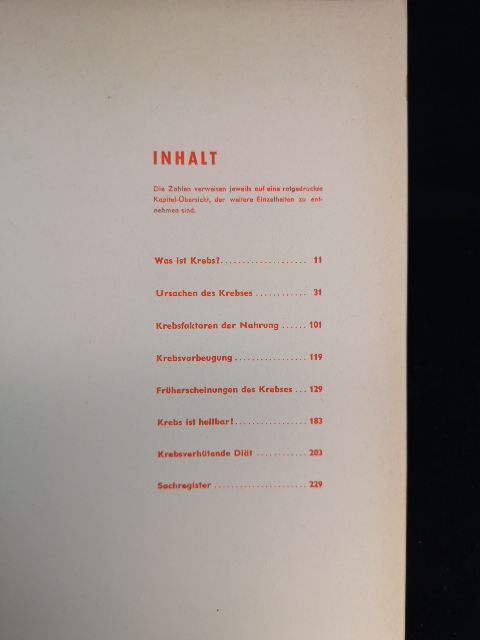 INHALT
Die Zahlen verweisen jeweils auf eine rotgedruckte
Kapitel-Übersicht, der weitere Einzelheiten zu ent-
nehmen sind.
Was ist Krebs?.................... 11
Ursachen des Krebses ............ 31
Krebsfaktoren der Nahrung ...... 101
Krebsvorbeugung................. 119
Früherscheinungen des Krebses ... 129
Krebs ist heilbar!................. 183
Krebsverhütende Diät ............ 203
Sachregister ...................... 229